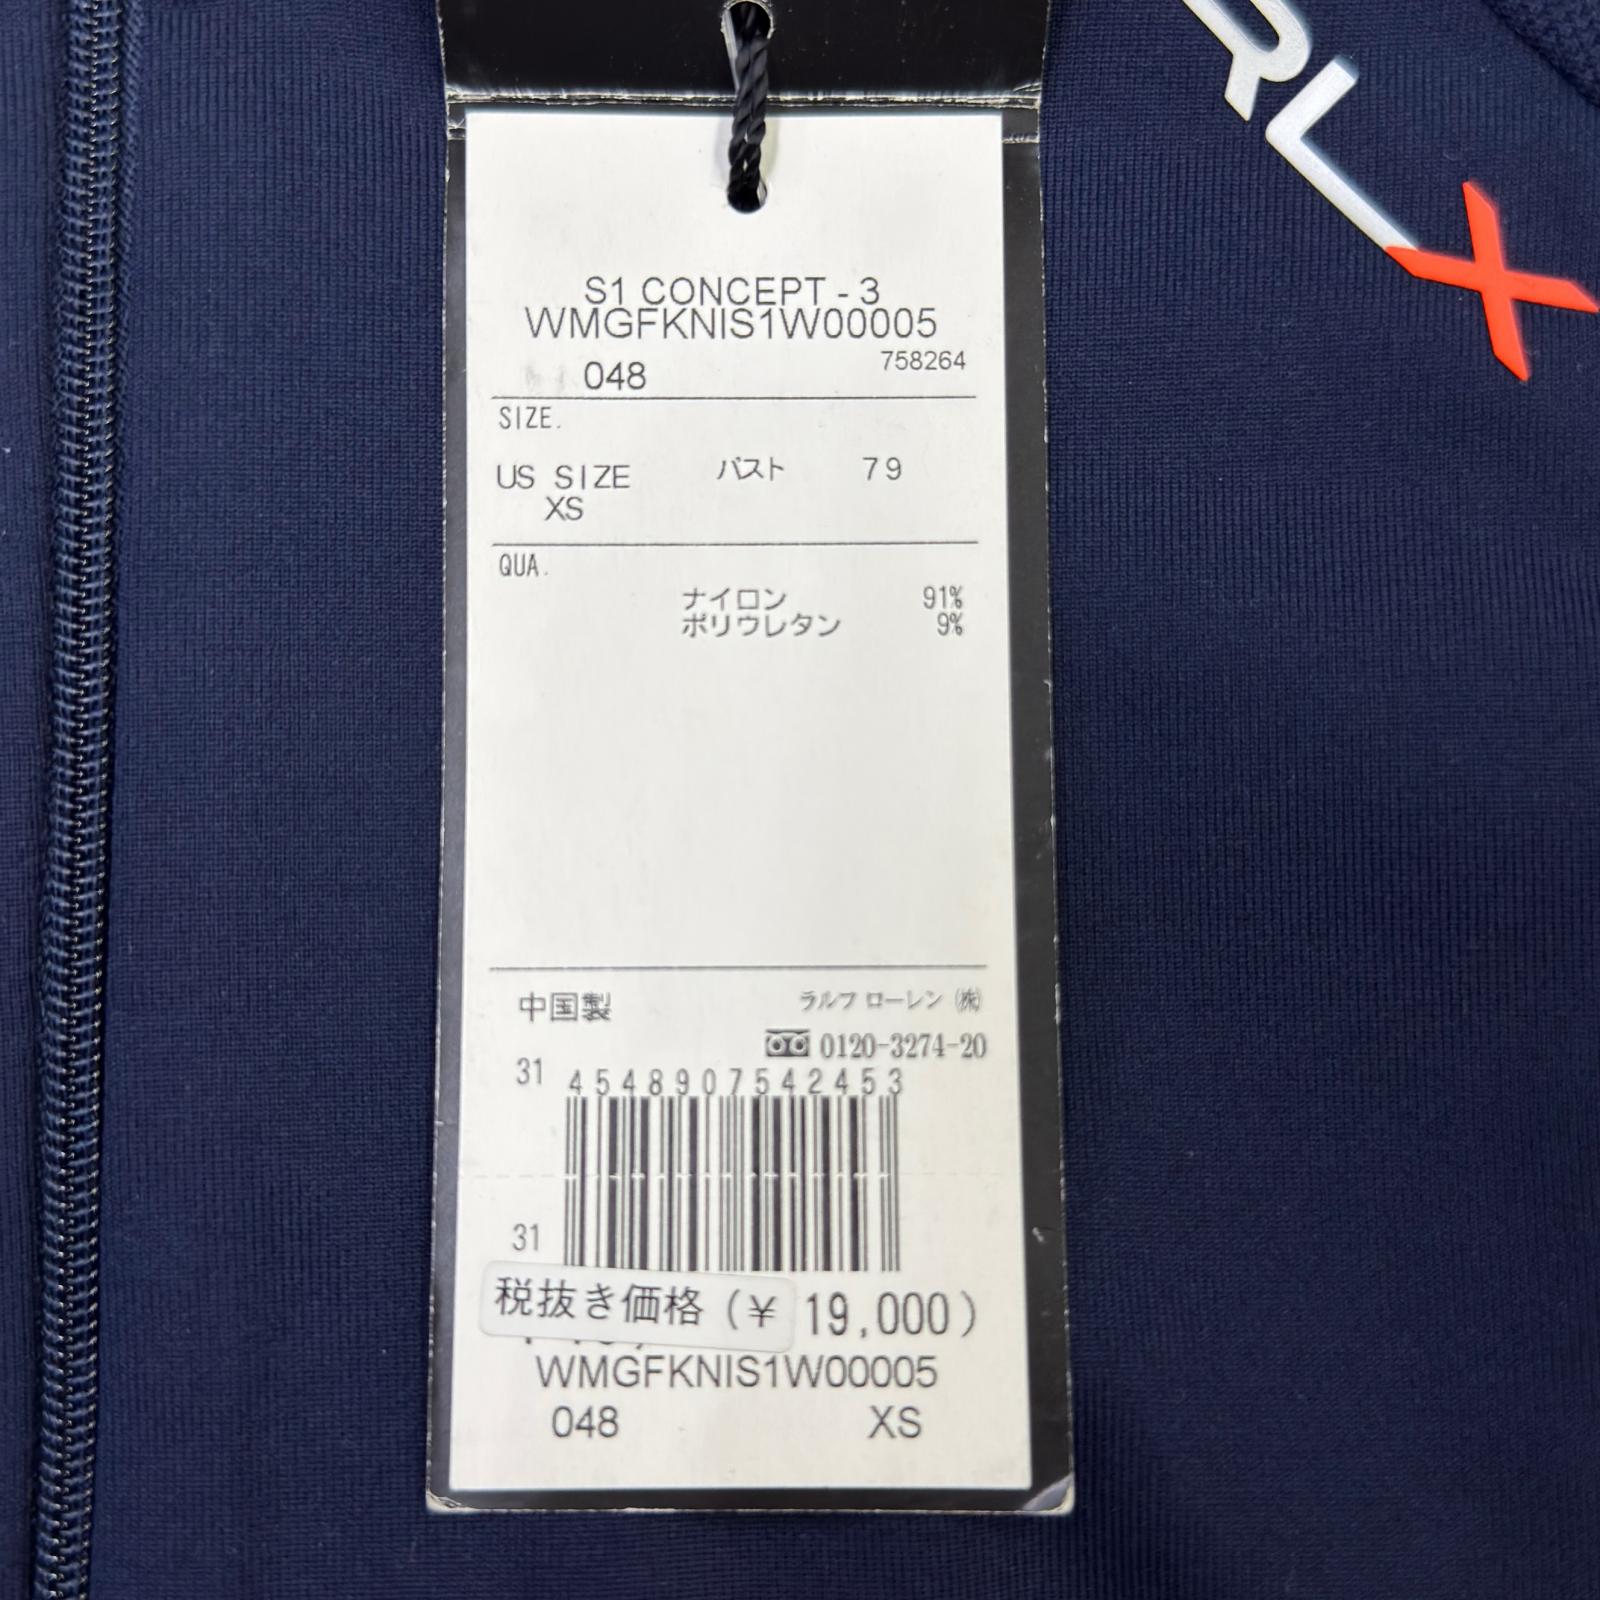 RLX
S1 CONCEPT - 3
WMGFKNIS1W00005
048 758264
SIZE.
US SIZE バスト 79
XS
QUA.
ナイロン 91%
ポリウレタン 9%
中国製 ラルフ ローレン ㈱
0120-3274-20
31 4548907542453
31
税抜き価格 (¥ 19,000)
WMGFKNIS1W00005
048 XS